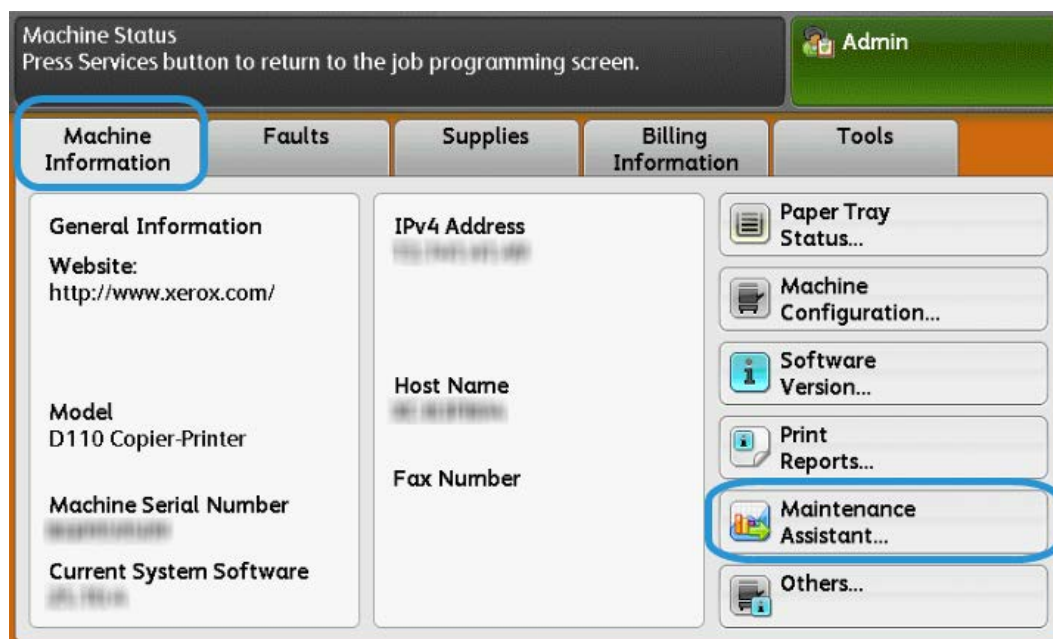 Machine Status
Press Services button to return to the job programming screen.
Admin
Machine
Information
Faults
Supplies
Billing
Information
Tools
General Information
Website:
http://www.xerox.com/
Model
D110 Copier-Printer
Machine Serial Number
Current System Software
IPv4 Address
Host Name
Fax Number
Paper Tray
Status...
Machine
Configuration...
Software
Version...
Print
Reports...
Maintenance
Assistant...
Others...